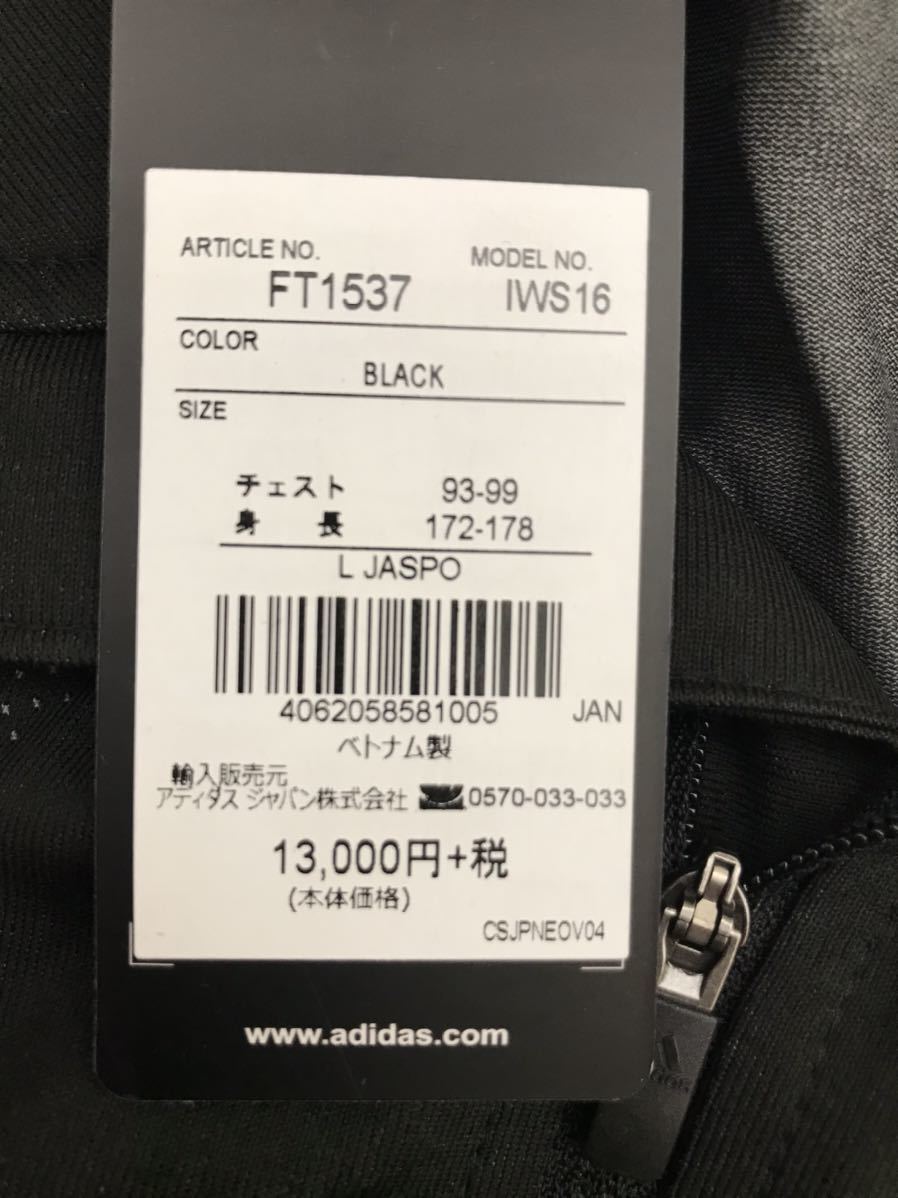 ARTICLE NO. MODEL NO.
FT1537 IWS16
COLOR
BLACK
SIZE
チェスト 93-99
身長 172-178
L JASPO
4062058581005 JAN
ベトナム製
輸入販売元
アディダス ジャパン株式会社 0570-033-033
13,000円+税
(本体価格)
CSJPNEOV04
www.adidas.com